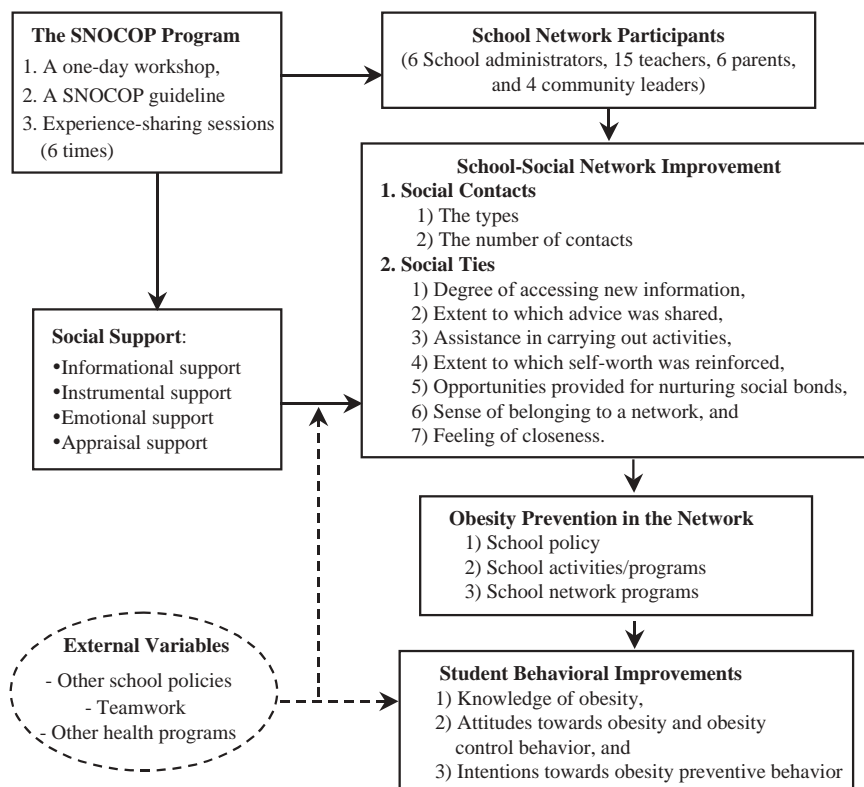 The SNOCOP Program
1. A one-day workshop,
2. A SNOCOP guideline
3. Experience-sharing sessions
(6 times)
School Network Participants
(6 School administrators, 15 teachers, 6 parents,
and 4 community leaders)
School-Social Network Improvement
1. Social Contacts
1) The types
2) The number of contacts
2. Social Ties
1) Degree of accessing new information,
2) Extent to which advice was shared,
3) Assistance in carrying out activities,
4) Extent to which self-worth was reinforced,
5) Opportunities provided for nurturing social bonds,
6) Sense of belonging to a network, and
7) Feeling of closeness.
Social Support:
•Informational support
•Instrumental support
•Emotional support
•Appraisal support
Obesity Prevention in the Network
1) School policy
2) School activities/programs
3) School network programs
External Variables
- Other school policies
- Teamwork
- Other health programs
Student Behavioral Improvements
1) Knowledge of obesity,
2) Attitudes towards obesity and obesity
control behavior, and
3) Intentions towards obesity preventive behavior